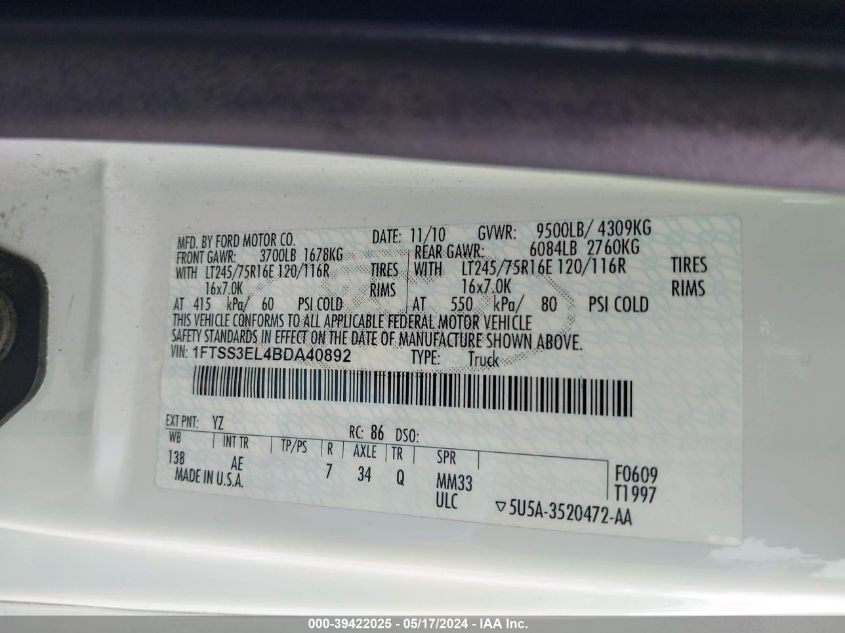 MFD. BY FORD MOTOR CO. DATE: 11/10 GVWR: 9500LB/ 4309KG
FRONT GAWR: 3700LB 1678KG REAR GAWR: 6084LB 2760KG
WITH LT245/75R16E 120/116R TIRES WITH LT245/75R16E 120/116R TIRES
16x7.0K RIMS 16x7.0K RIMS
AT 415 kPa/ 60 PSI COLD AT 550 kPa/ 80 PSI COLD
THIS VEHICLE CONFORMS TO ALL APPLICABLE FEDERAL MOTOR VEHICLE
SAFETY STANDARDS IN EFFECT ON THE DATE OF MANUFACTURE SHOWN ABOVE.
VIN: 1FTSS3EL4BDA40892 TYPE: Truck
EXT PNT: YZ RC: 86 DSO:
WB INT TR TP/PS R AXLE TR SPR
138 AE 7 34 Q MM33 F0609
MADE IN U.S.A. ULC T1997
▽5U5A-3520472-AA
000-39422025 - 05/17/2024 - IAA Inc.